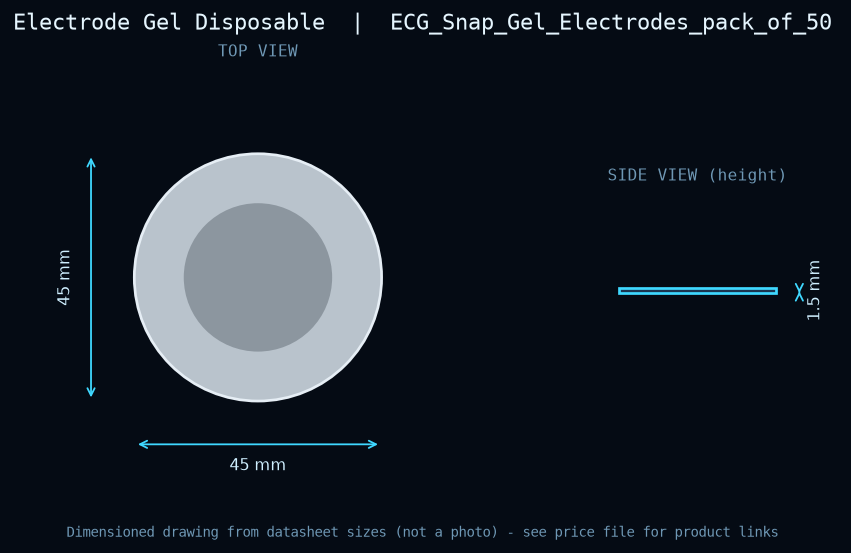 Electrode Gel Disposable  |  ECG_Snap_Gel_Electrodes_pack_of_50
TOP VIEW
SIDE VIEW (height)
45 mm
1.5 mm
45 mm
Dimensioned drawing from datasheet sizes (not a photo) - see price file for product links